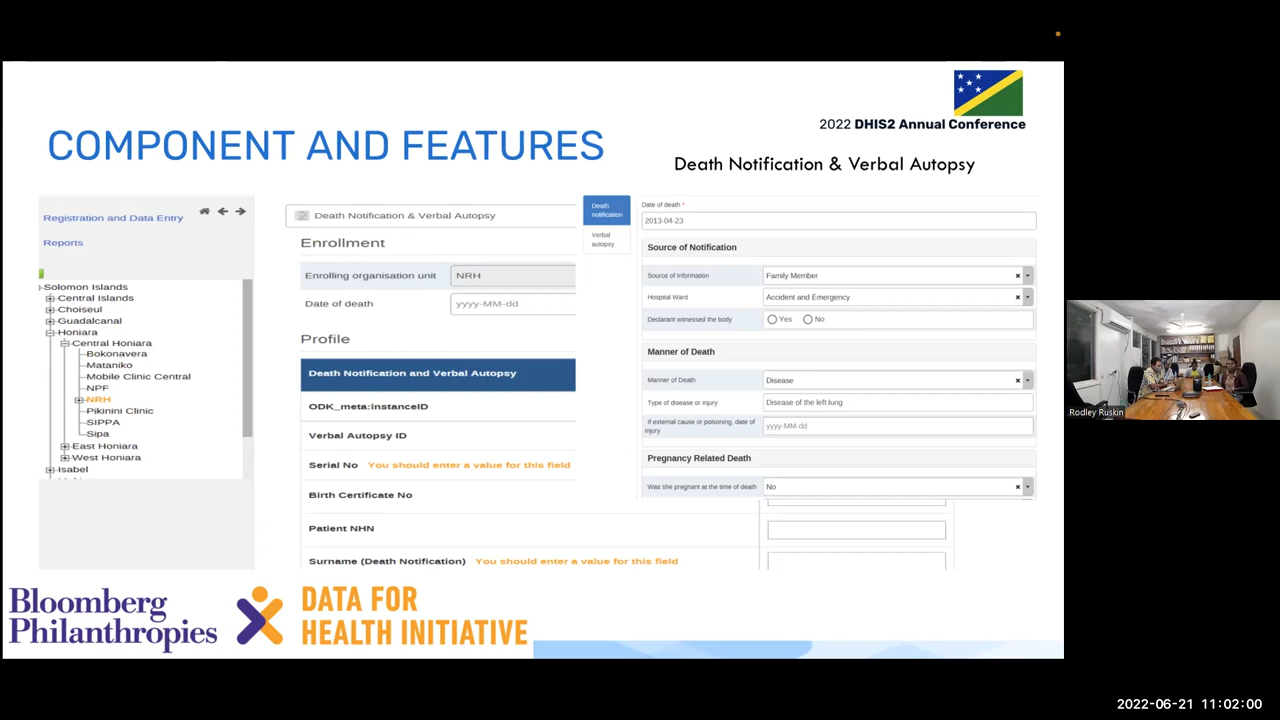 2022 DHIS2 Annual Conference
COMPONENT AND FEATURES
Death Notification & Verbal Autopsy
Registration and Data Entry
Reports
Solomon Islands
Central Islands
Choiseul
Guadalcanal
Honiara
Central Honiara
Bokonavera
Mataniko
Mobile Clinic Central
NPF
NRH
Pikinini Clinic
SIPPA
Sipa
East Honiara
West Honiara
Isabel
Death Notification & Verbal Autopsy
Enrollment
Enrolling organisation unit NRH
Date of death yyyy-MM-dd
Profile
Death Notification and Verbal Autopsy
ODK_meta:instanceID
Verbal Autopsy ID
Serial No You should enter a value for this field
Birth Certificate No
Patient NHN
Surname (Death Notification) You should enter a value for this field
Death
notification
Verbal
autopsy
Date of death *
2013-04-23
Source of Notification
Source of Information Family Member
Hospital Ward Accident and Emergency
Declarant witnessed the body Yes No
Manner of Death
Manner of Death Disease
Type of disease or injury Disease of the left lung
If external cause or poisoning, date of
injury yyyy-MM-dd
Pregnancy Related Death
Was she pregnant at the time of death No
Bloomberg
Philanthropies
DATA FOR
HEALTH INITIATIVE
Rodley Ruskin
2022-06-21 11:02:00